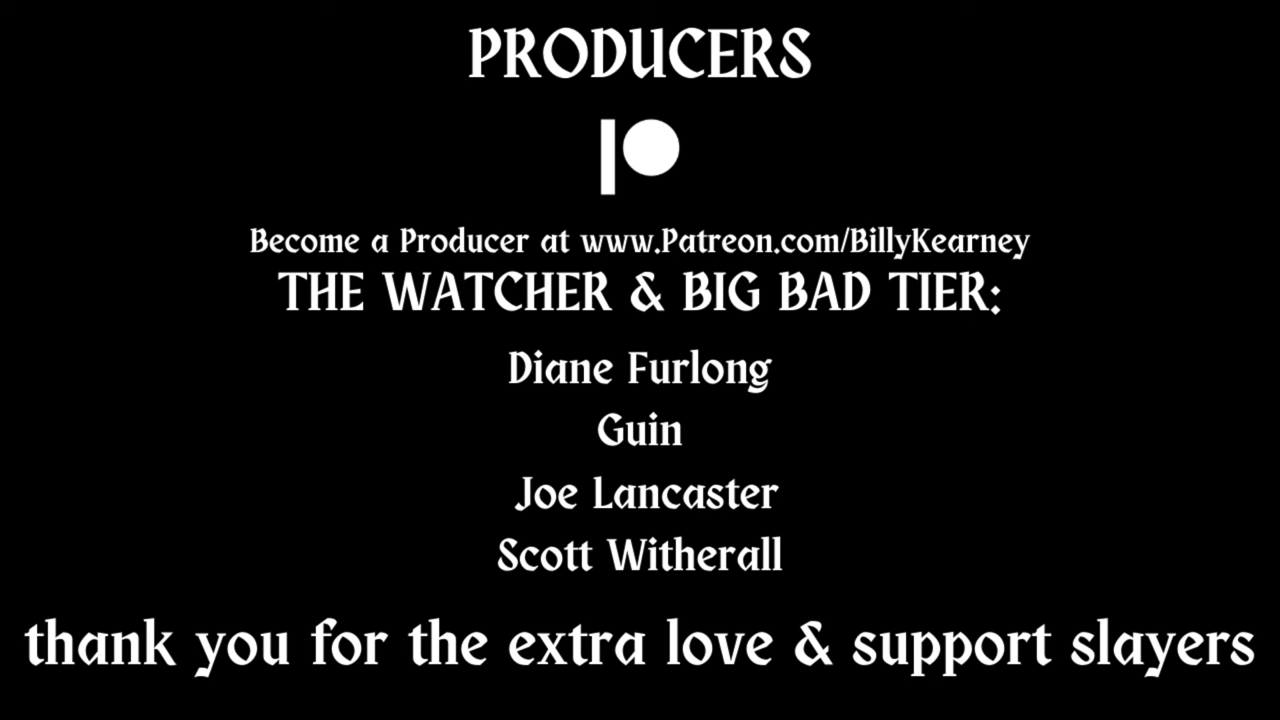 PRODUCERS
Become a Producer at www.Patreon.com/BillyKearney
THE WATCHER & BIG BAD TIER:
Diane Furlong
Guin
Joe Lancaster
Scott Witherall
thank you for the extra love & support slayers